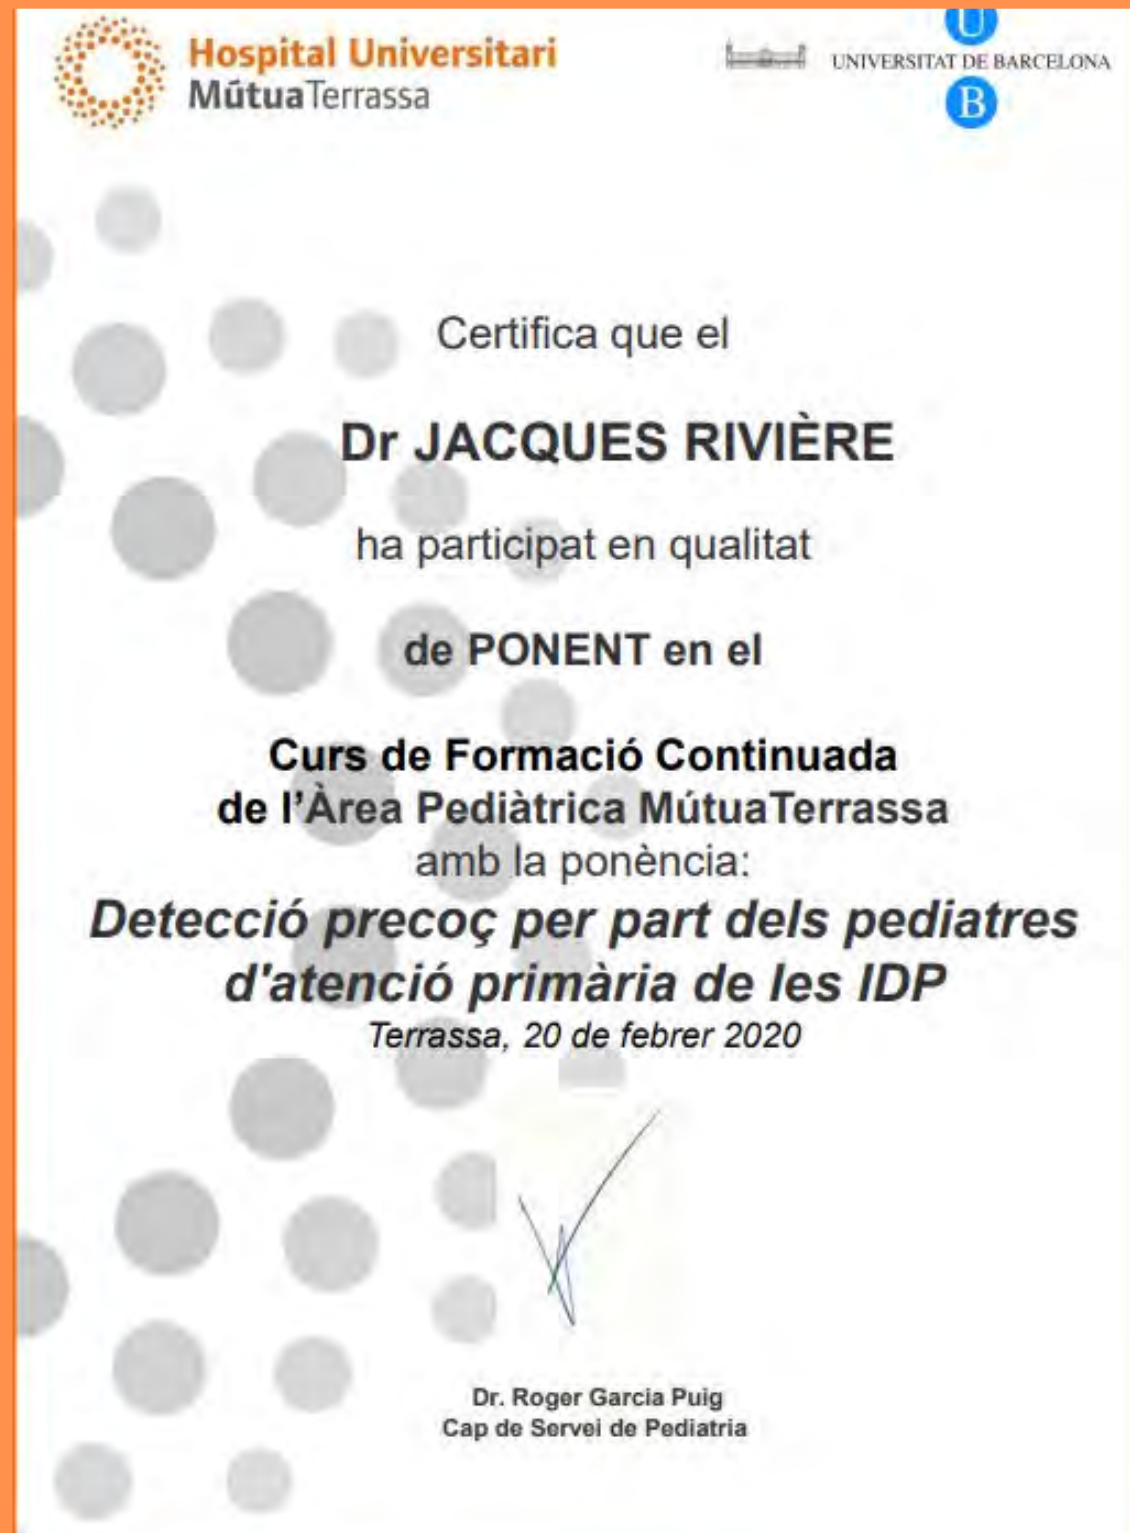 Hospital Universitari
MútuaTerrassa
U
UNIVERSITAT DE BARCELONA
B
Certifica que el
Dr JACQUES RIVIÈRE
ha participat en qualitat
de PONENT en el
Curs de Formació Continuada
de l'Àrea Pediàtrica MútuaTerrassa
amb la ponència:
Detecció precoç per part dels pediatres
d'atenció primària de les IDP
Terrassa, 20 de febrer 2020
Dr. Roger Garcia Puig
Cap de Servei de Pediatria